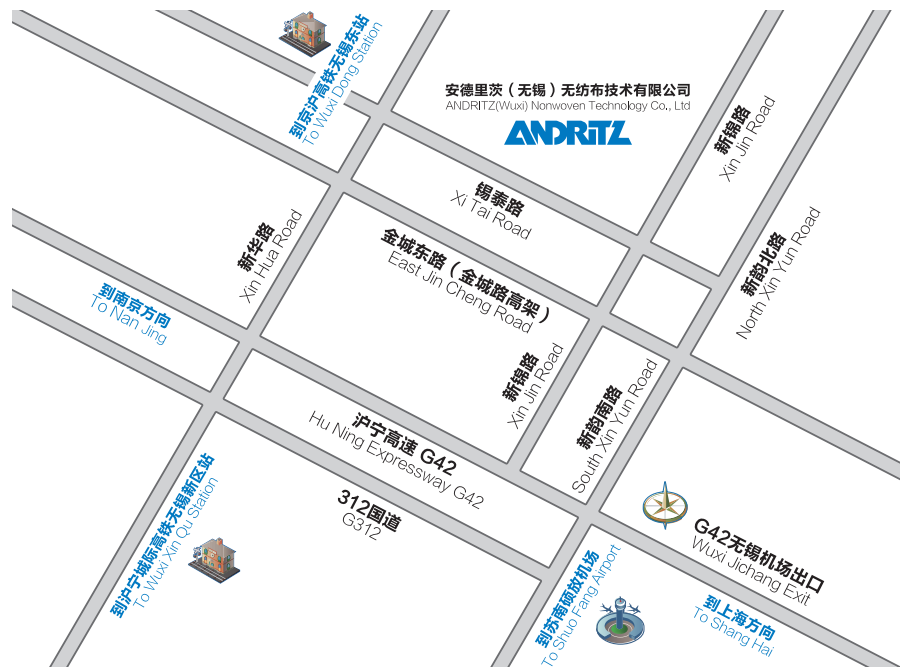 到京沪高铁无锡东站
To Wuxi Dong Station
安德里茨（无锡）无纺布技术有限公司
ANDRITZ(Wuxi) Nonwoven Technology Co., Ltd
ANDRITZ
新锦路
Xin Jin Road
锡泰路
Xi Tai Road
新华路
Xin Hua Road
金城东路（金城路高架）
East Jin Cheng Road
新韵北路
North Xin Yun Road
到南京方向
To Nan Jing
新锦路
Xin Jin Road
新韵南路
South Xin Yun Road
沪宁高速 G42
Hu Ning Expressway G42
312国道
G312
到沪宁城际高铁无锡新区站
To Wuxi Xin Qu Station
G42无锡机场出口
Wuxi Jichang Exit
到苏南硕放机场
To Shuo Fang Airport
到上海方向
To Shang Hai